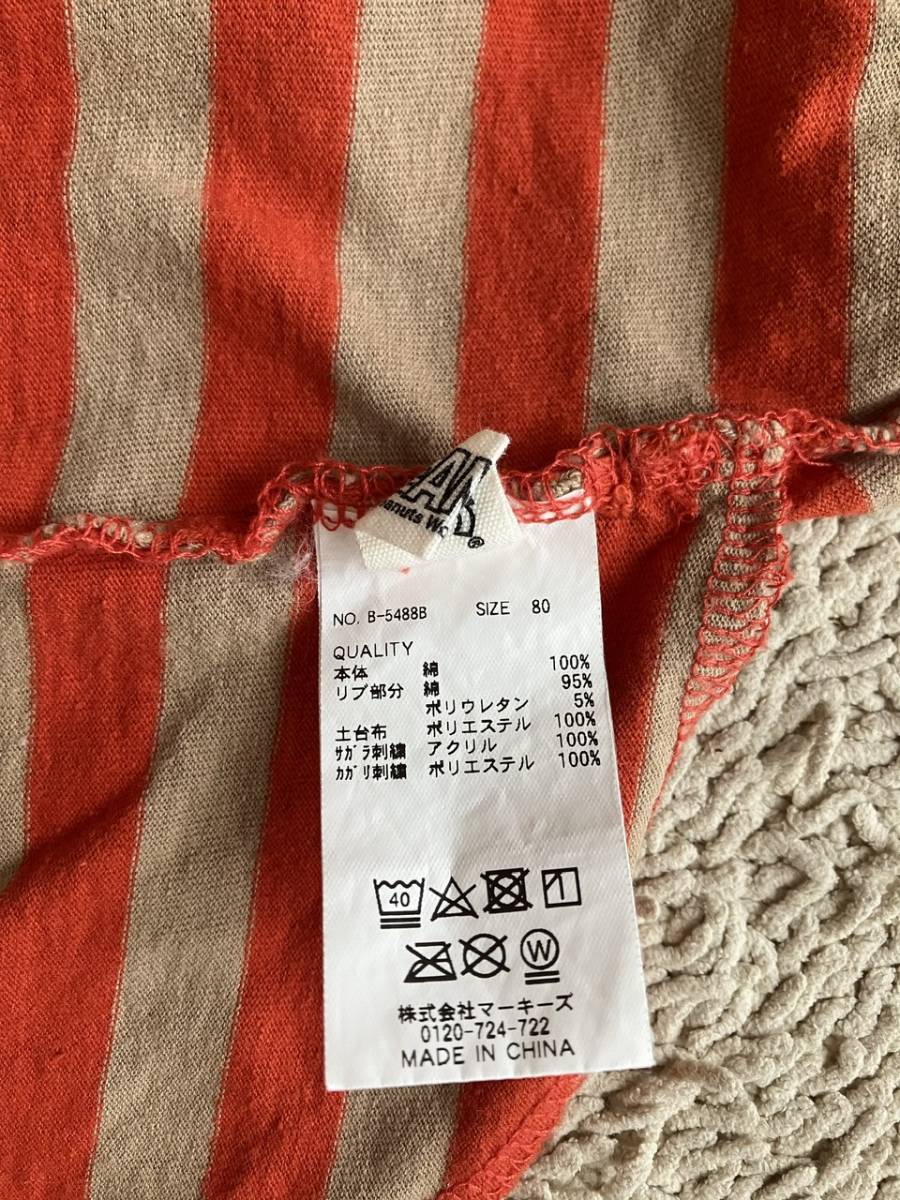 NO. B-5488B SIZE 80
QUALITY
本体 綿 100%
リブ部分 綿 95%
ポリウレタン 5%
土台布 ポリエステル 100%
ｻｶﾞﾗ刺繍 アクリル 100%
ｶｶﾞﾘ刺繍 ポリエステル 100%
40
W
株式会社マーキーズ
0120-724-722
MADE IN CHINA